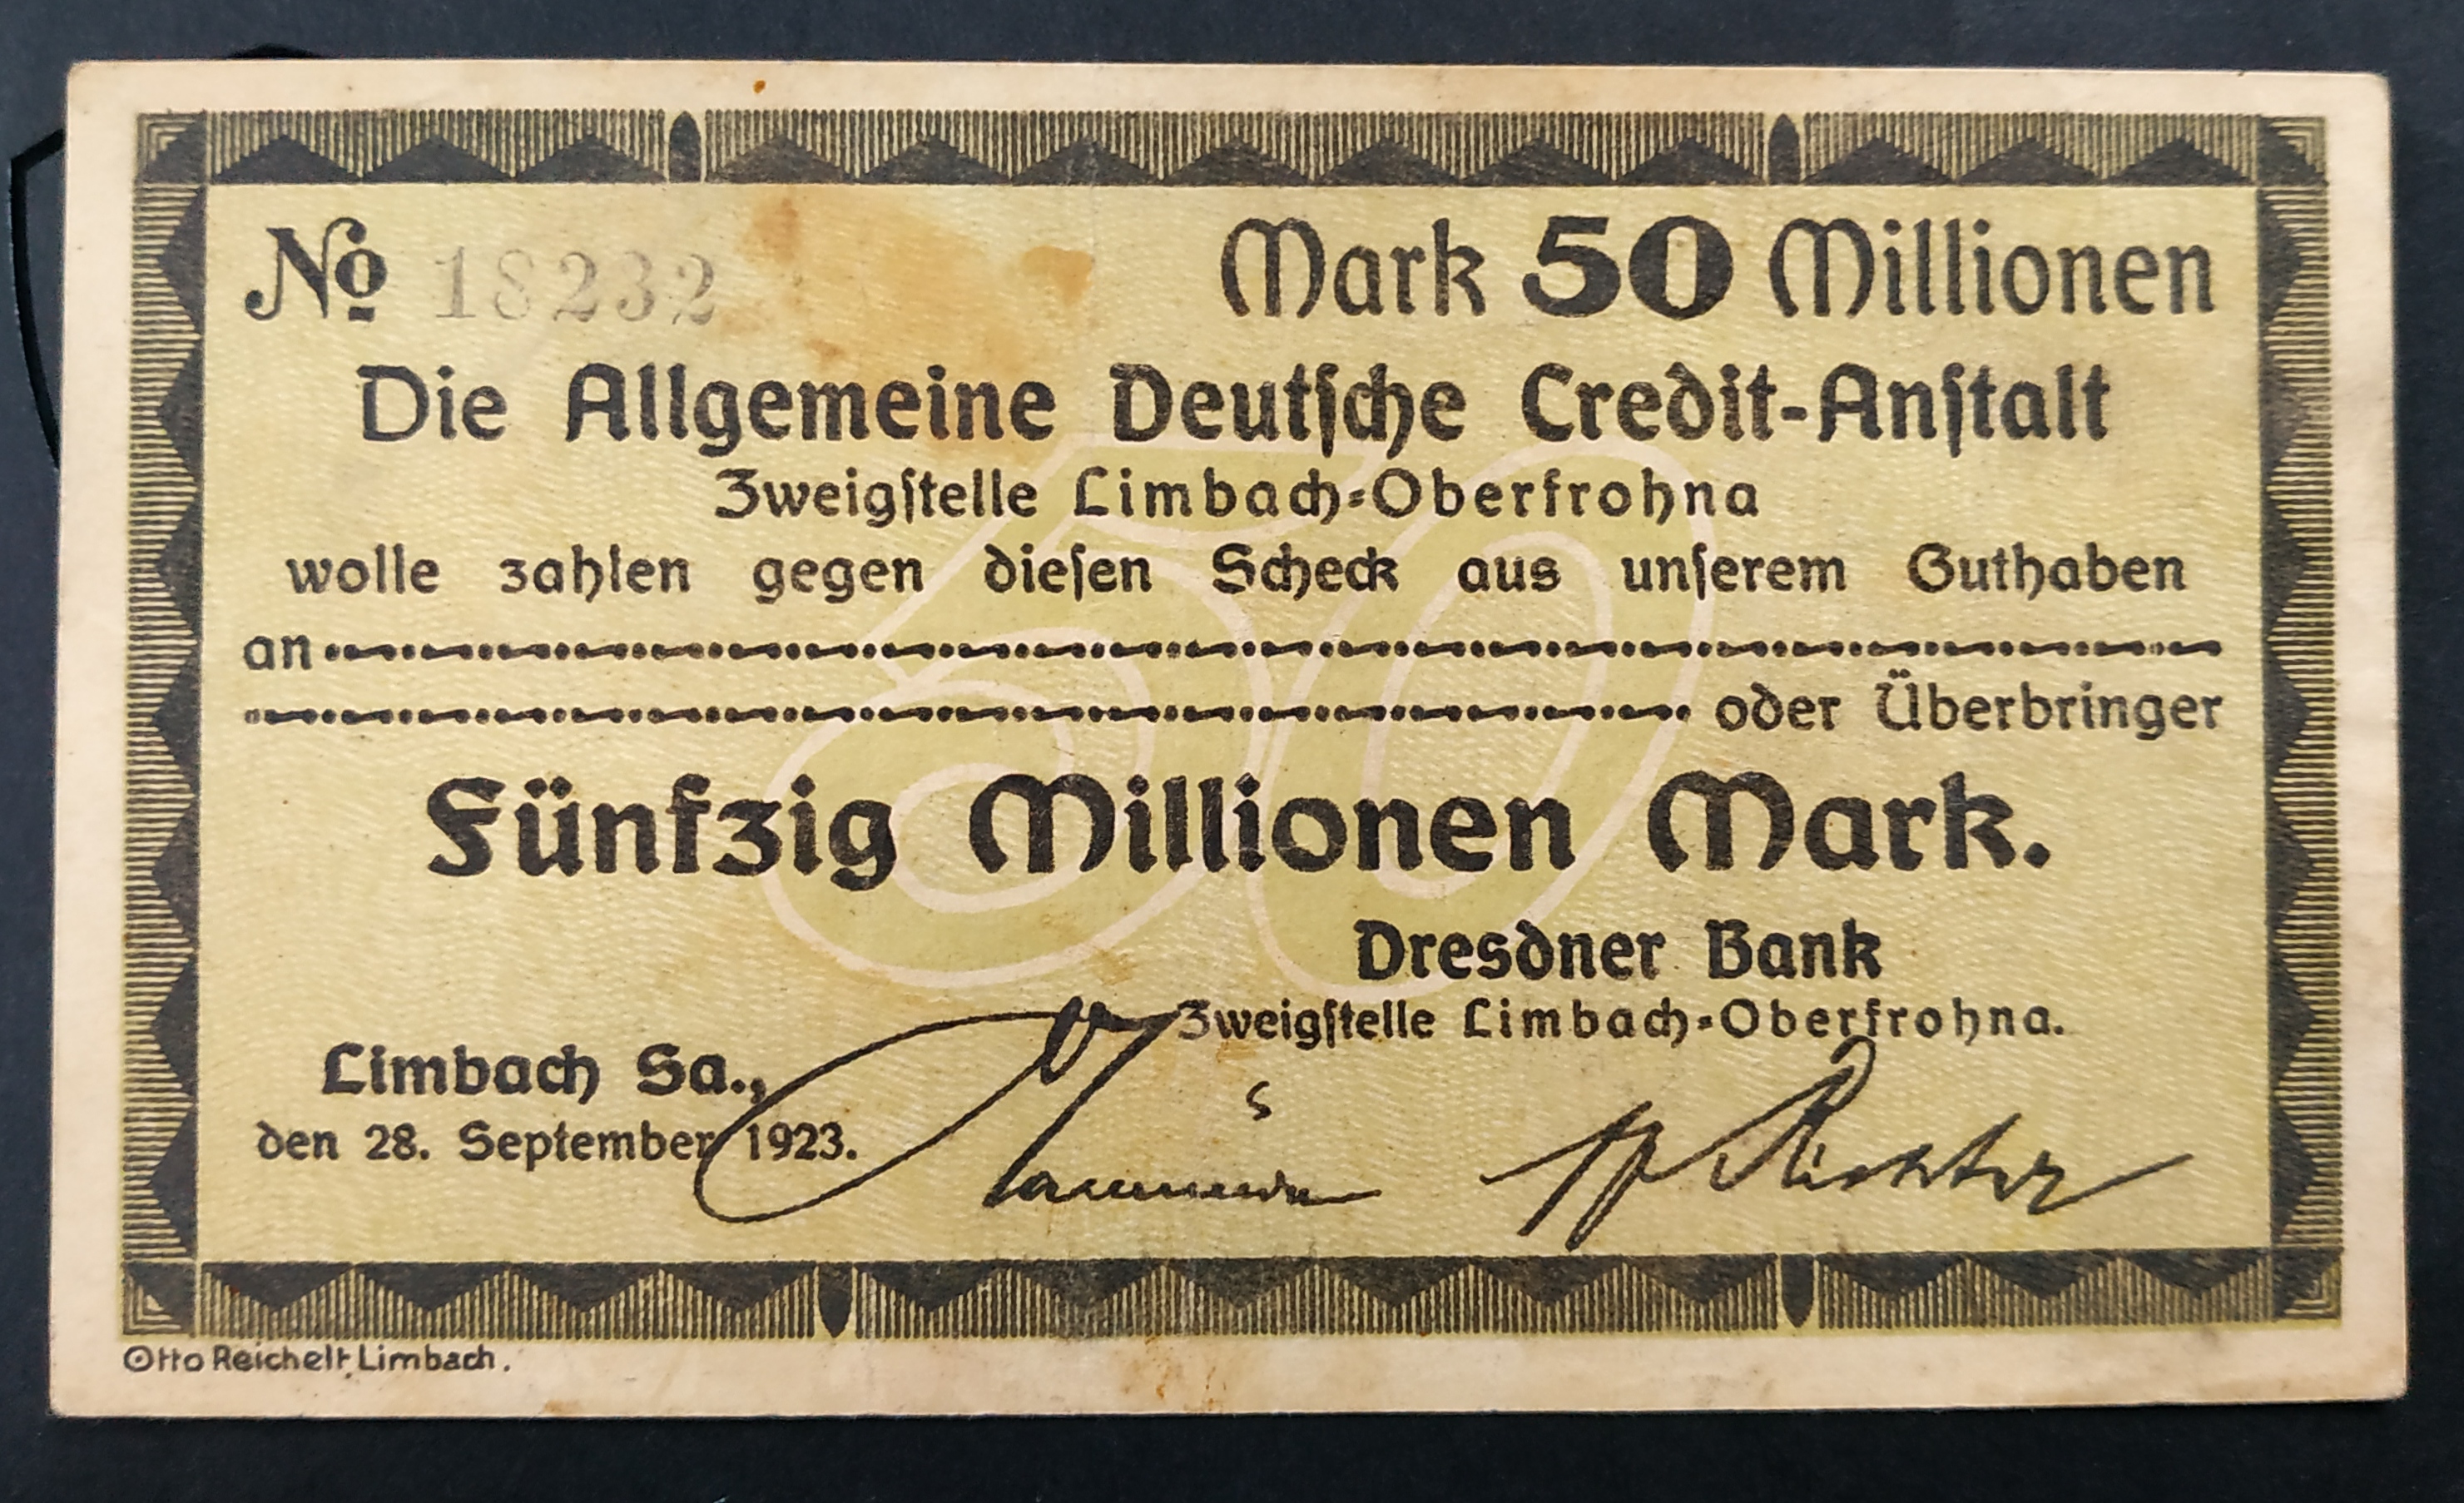 No 18232 Mark 50 Millionen
Die Allgemeine Deutſche Credit-Anſtalt
Zweigſtelle Limbach-Oberfrohna
wolle zahlen gegen dieſen Scheck aus unſerem Guthaben
an
oder Überbringer
Fünfzig Millionen Mark.
Dresdner Bank
Zweigſtelle Limbach-Oberfrohna.
Limbach Sa.,
den 28. September 1923.
Richter
Otto Reichelt, Limbach.
50